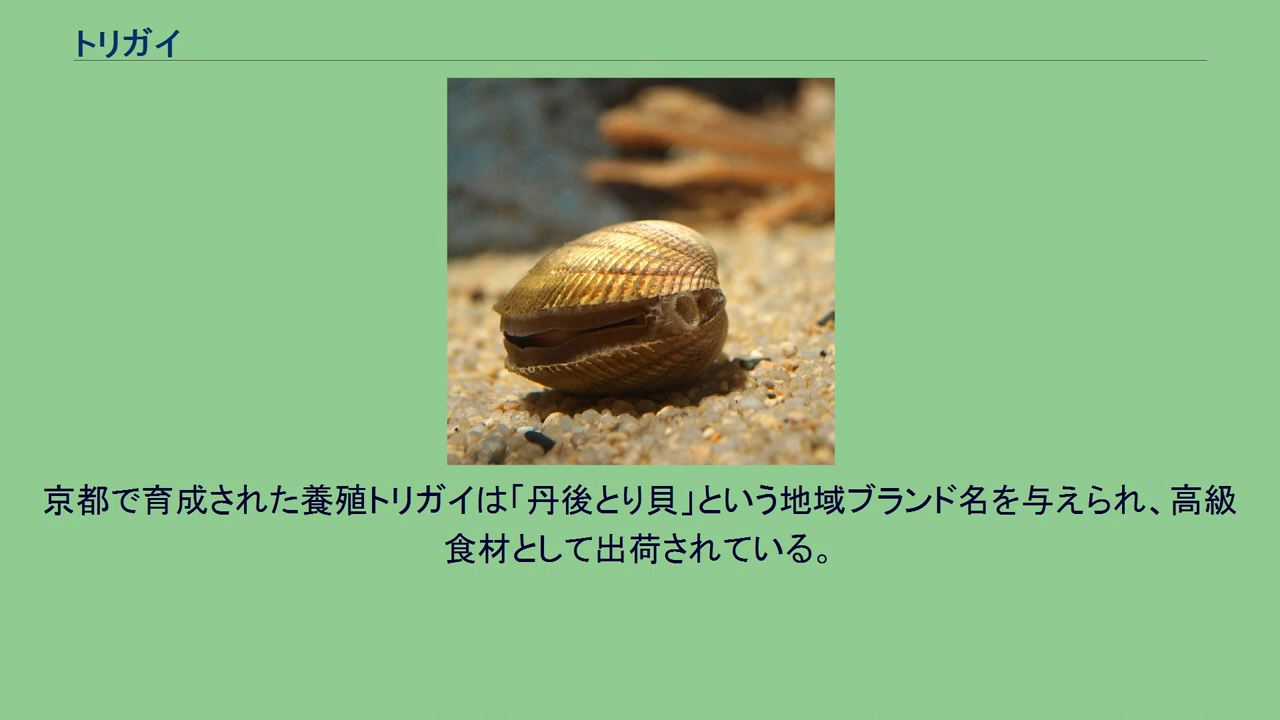 トリガイ
京都で育成された養殖トリガイは「丹後とり貝」という地域ブランド名を与えられ、高級
食材として出荷されている。